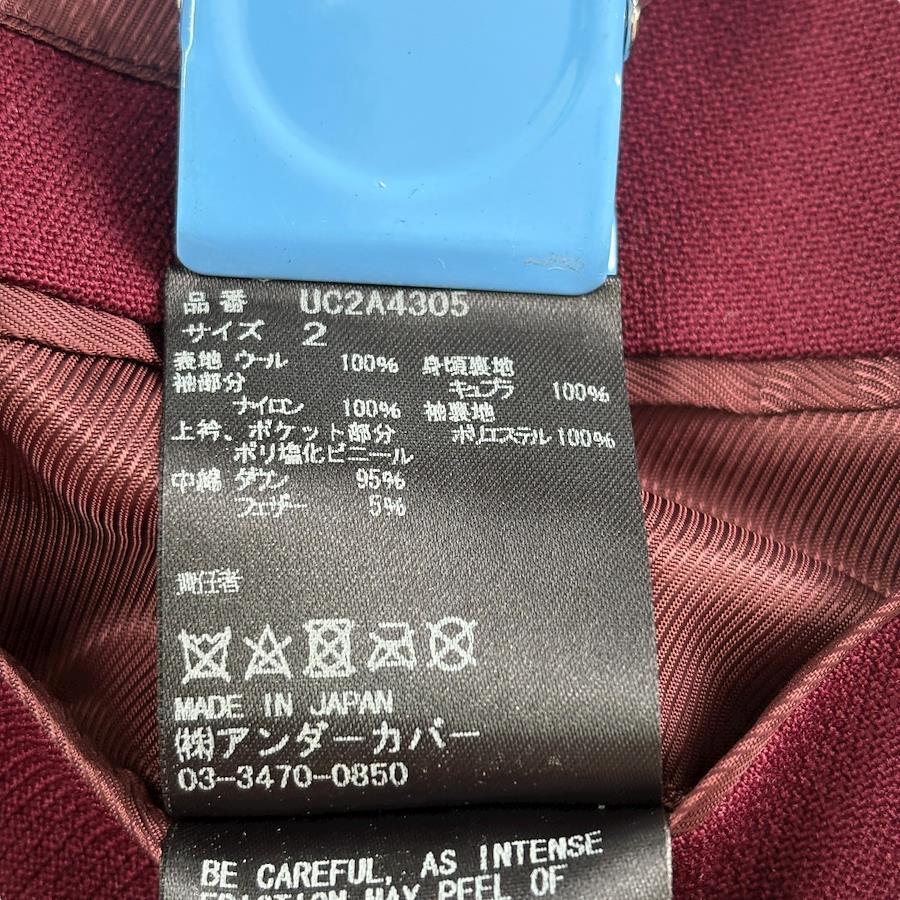 品番 UC2A4305
サイズ 2
表地 ウール 100%
袖部分
ナイロン 100%
上衿、ポケット部分
ポリ塩化ビニール
中綿 ダウン 95%
フェザー 5%
身頃裏地
キュプラ 100%
袖裏地
ポリエステル 100%
責任者
MADE IN JAPAN
(株)アンダーカバー
03-3470-0850
BE CAREFUL, AS INTENSE
FRICTION MAY PEEL OF